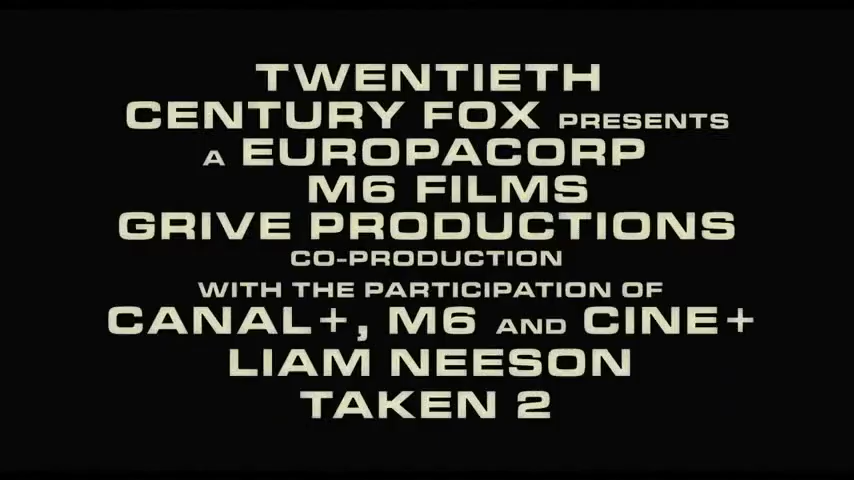 TWENTIETH
CENTURY FOX PRESENTS
A EUROPACORP
M6 FILMS
GRIVE PRODUCTIONS
CO-PRODUCTION
WITH THE PARTICIPATION OF
CANAL+, M6 AND CINE+
LIAM NEESON
TAKEN 2